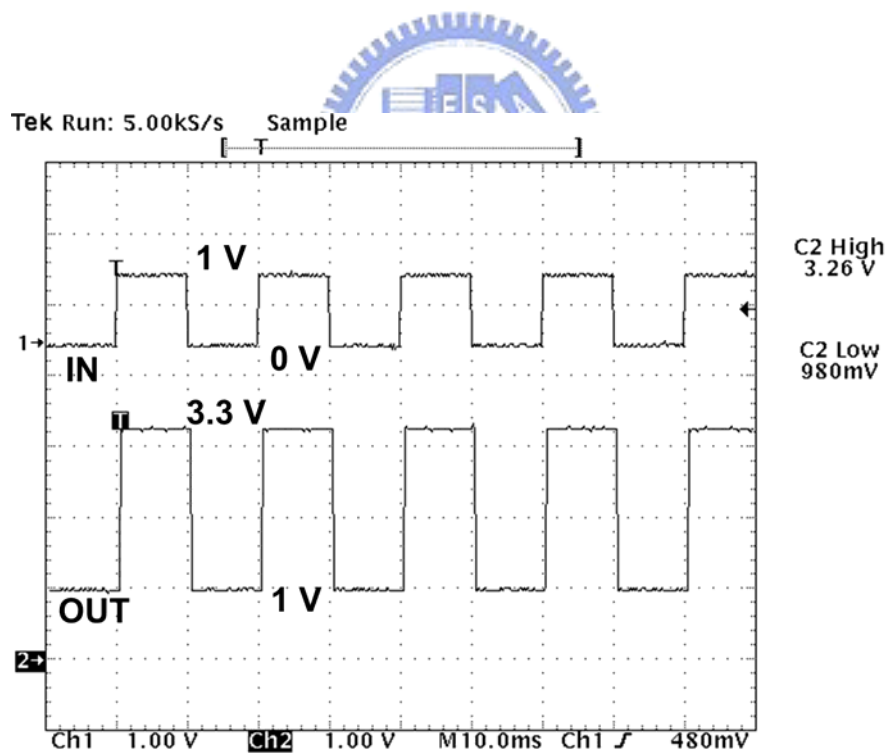 ESA
Tek Run: 5.00kS/s Sample
[ T ]
T
1 V
C2 High
3.26 V
1→
IN
0 V
C2 Low
980mV
T
3.3 V
OUT
1 V
2→
Ch1 1.00 V Ch2 1.00 V M10.0ms Ch1 ƒ 480mV